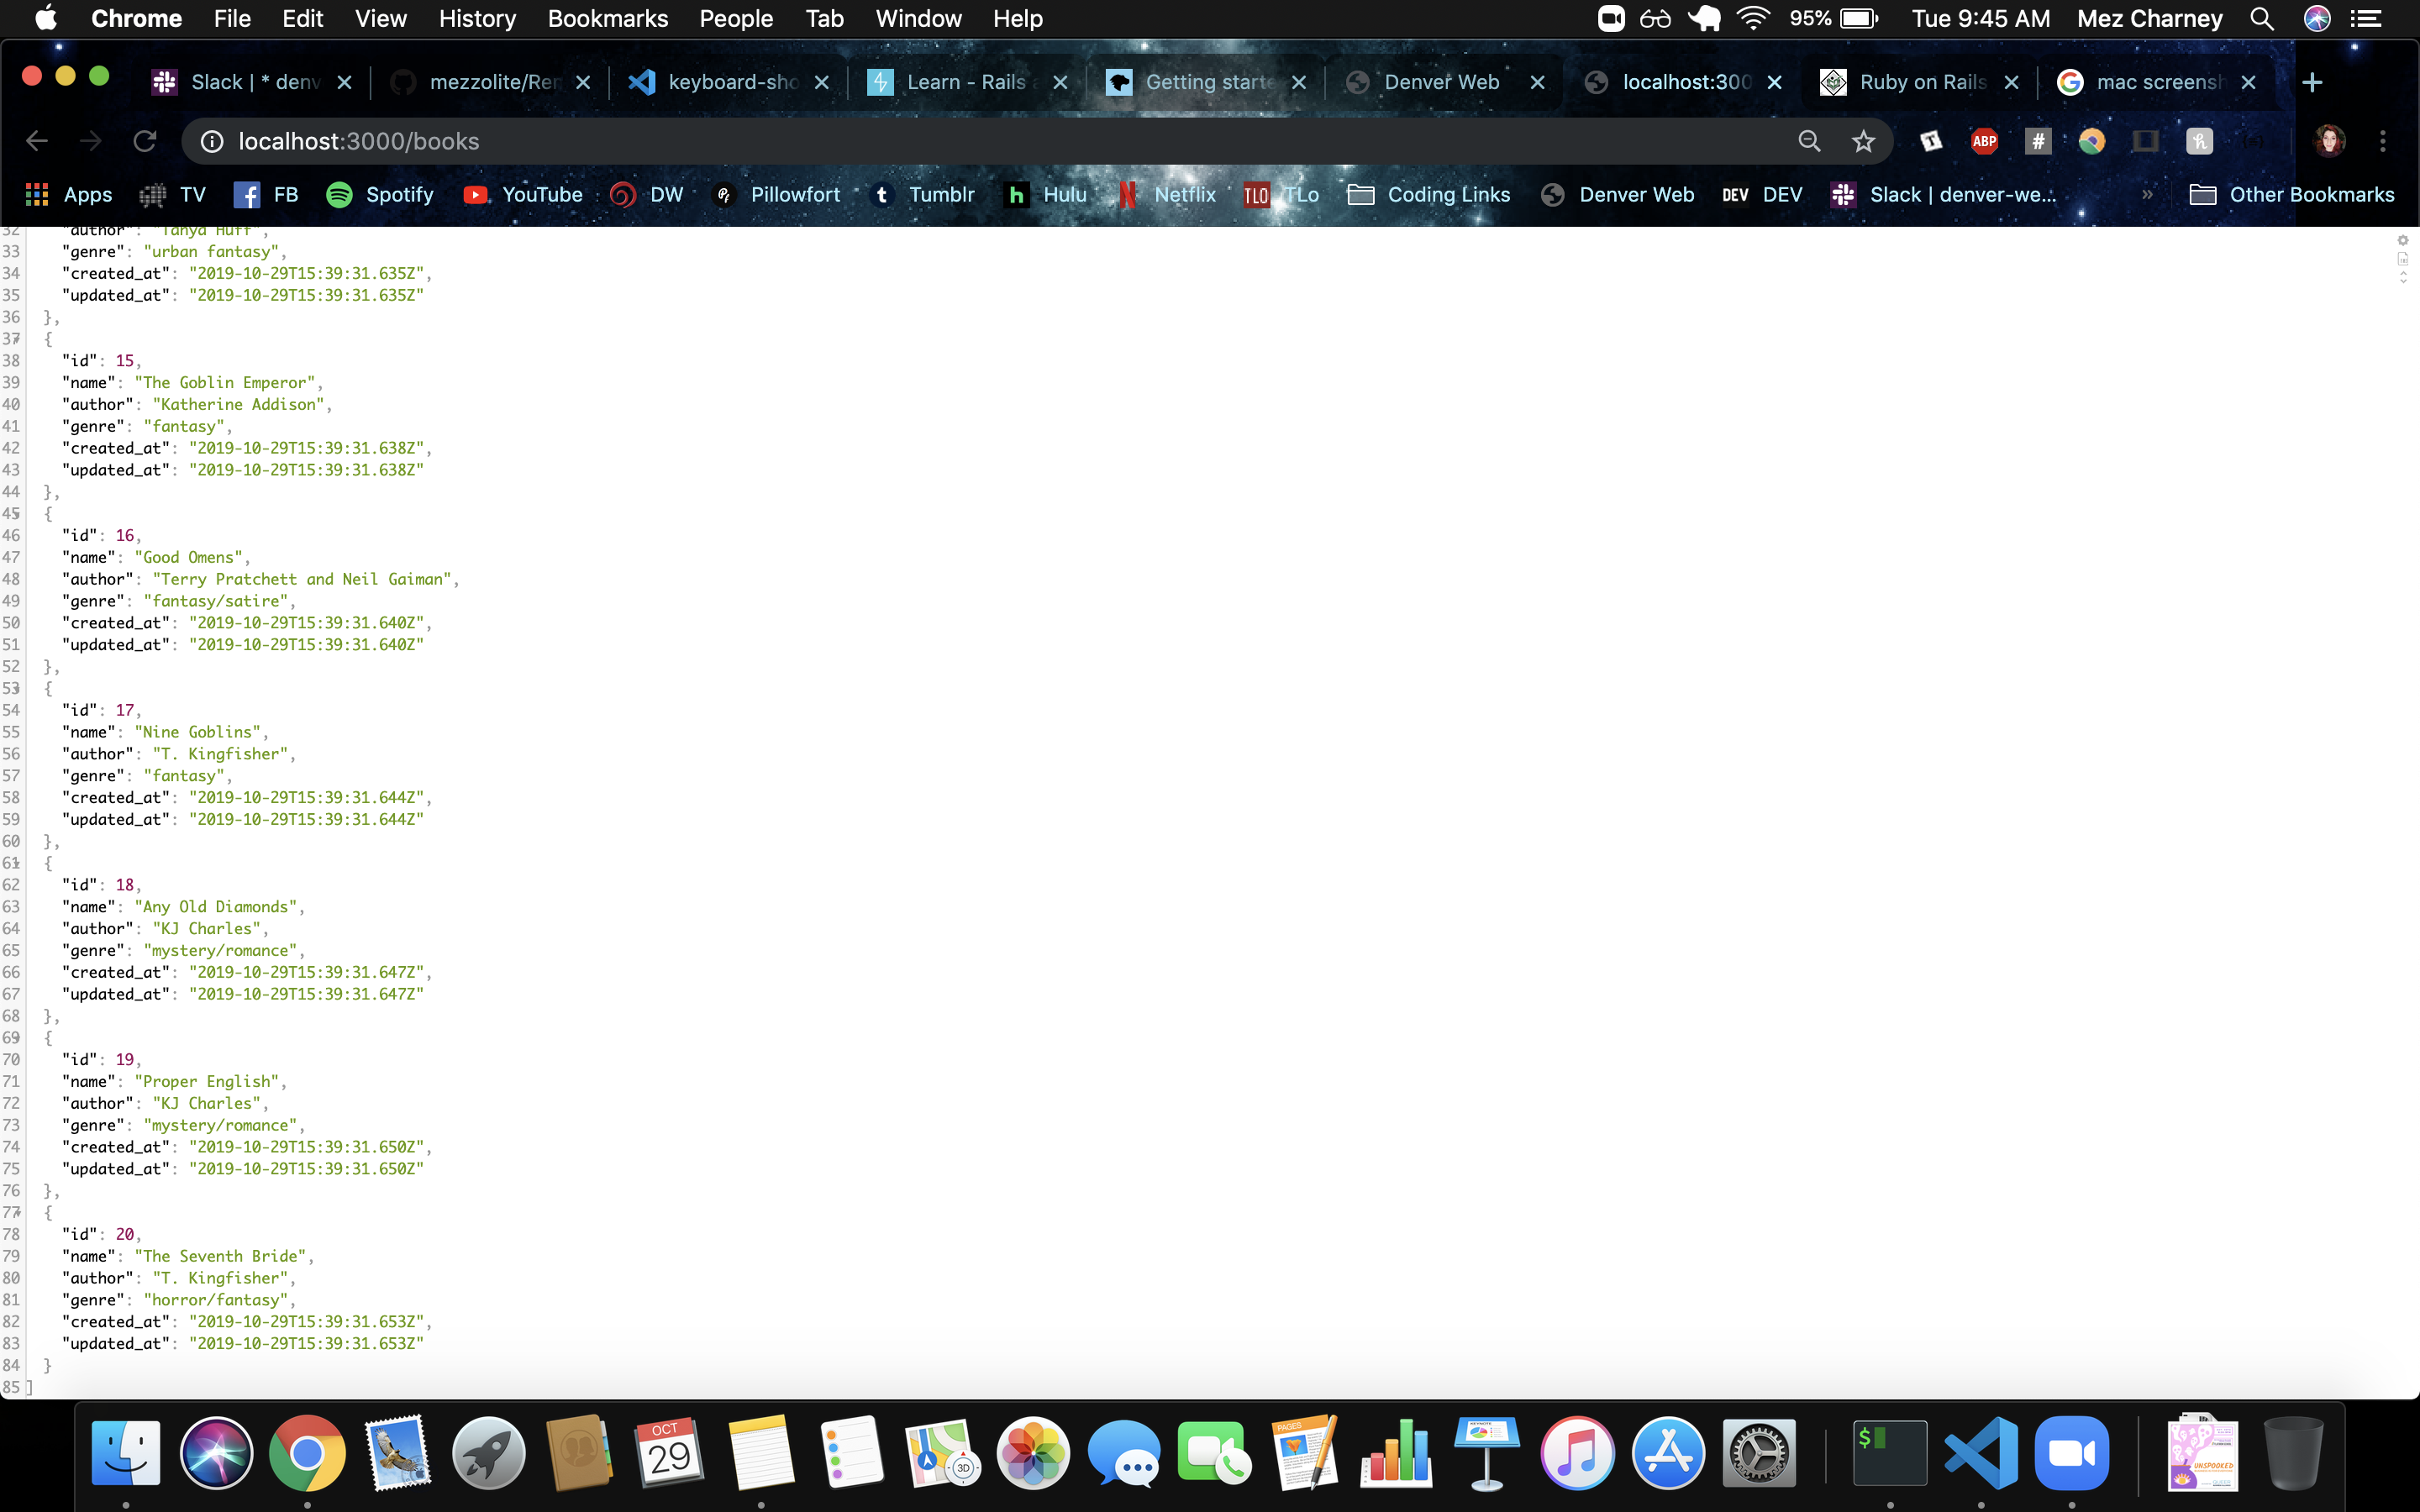 Chrome File Edit View History Bookmarks People Tab Window Help 95% Tue 9:45 AM Mez Charney
Slack | * denv mezzolite/Ren keyboard-sho Learn - Rails a Getting starte Denver Web localhost:300 Ruby on Rails mac screensh
localhost:3000/books ABP #
Apps TV FB Spotify YouTube DW Pillowfort Tumblr Hulu Netflix TLO TLo Coding Links Denver Web DEV DEV Slack | denver-we... » Other Bookmarks
32 "author": "Tanya Huff",
33 "genre": "urban fantasy",
34 "created_at": "2019-10-29T15:39:31.635Z",
35 "updated_at": "2019-10-29T15:39:31.635Z"
36 },
37 {
38 "id": 15,
39 "name": "The Goblin Emperor",
40 "author": "Katherine Addison",
41 "genre": "fantasy",
42 "created_at": "2019-10-29T15:39:31.638Z",
43 "updated_at": "2019-10-29T15:39:31.638Z"
44 },
45 {
46 "id": 16,
47 "name": "Good Omens",
48 "author": "Terry Pratchett and Neil Gaiman",
49 "genre": "fantasy/satire",
50 "created_at": "2019-10-29T15:39:31.640Z",
51 "updated_at": "2019-10-29T15:39:31.640Z"
52 },
53 {
54 "id": 17,
55 "name": "Nine Goblins",
56 "author": "T. Kingfisher",
57 "genre": "fantasy",
58 "created_at": "2019-10-29T15:39:31.644Z",
59 "updated_at": "2019-10-29T15:39:31.644Z"
60 },
61 {
62 "id": 18,
63 "name": "Any Old Diamonds",
64 "author": "KJ Charles",
65 "genre": "mystery/romance",
66 "created_at": "2019-10-29T15:39:31.647Z",
67 "updated_at": "2019-10-29T15:39:31.647Z"
68 },
69 {
70 "id": 19,
71 "name": "Proper English",
72 "author": "KJ Charles",
73 "genre": "mystery/romance",
74 "created_at": "2019-10-29T15:39:31.650Z",
75 "updated_at": "2019-10-29T15:39:31.650Z"
76 },
77 {
78 "id": 20,
79 "name": "The Seventh Bride",
80 "author": "T. Kingfisher",
81 "genre": "horror/fantasy",
82 "created_at": "2019-10-29T15:39:31.653Z",
83 "updated_at": "2019-10-29T15:39:31.653Z"
84 }
85 ]
OCT
29
3D
PAGES
$
UNSPOOKED